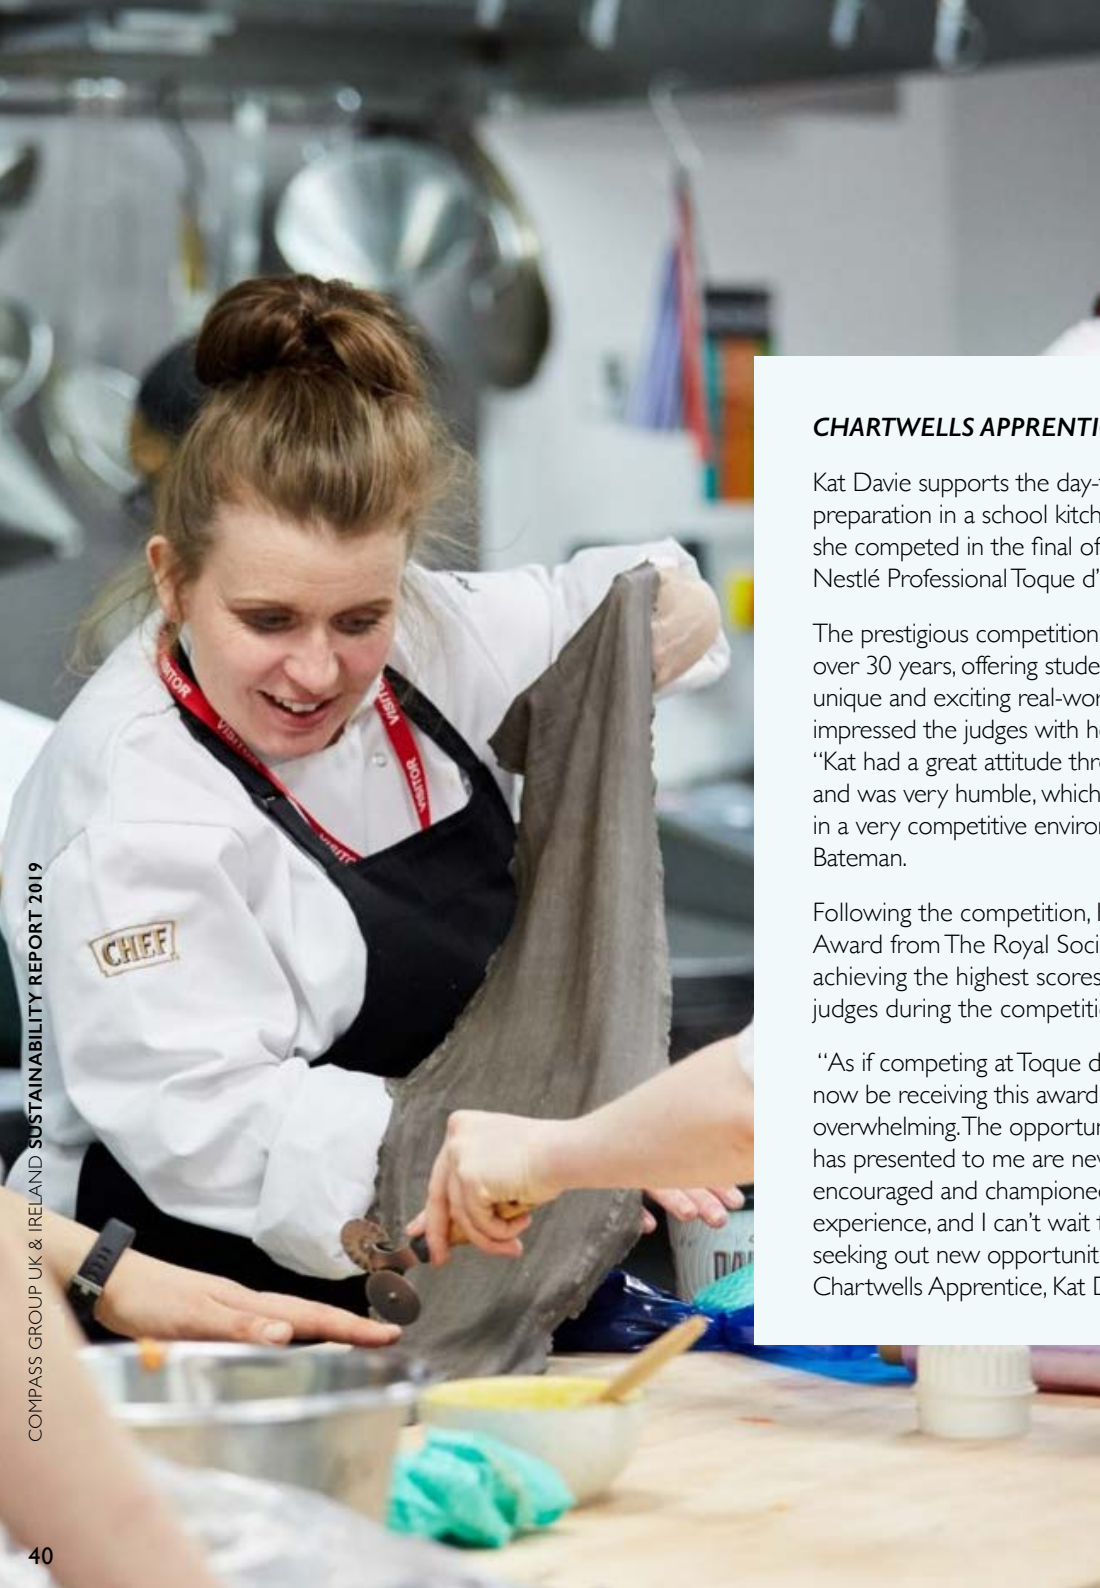 CHARTWELLS APPRENTI
Kat Davie supports the day-
preparation in a school kitch
she competed in the final of
Nestlé Professional Toque d’
The prestigious competition
over 30 years, offering stude
unique and exciting real-wor
impressed the judges with h
“Kat had a great attitude thr
and was very humble, which
in a very competitive enviro
Bateman.
Following the competition,
Award from The Royal Soci
achieving the highest scores
judges during the competiti
“As if competing at Toque d
now be receiving this award
overwhelming. The opportu
has presented to me are ne
encouraged and championed
experience, and I can’t wait t
seeking out new opportunit
Chartwells Apprentice, Kat D
COMPASS GROUP UK & IRELAND SUSTAINABILITY REPORT 2019
40
CHEF
VISITOR
VISITOR